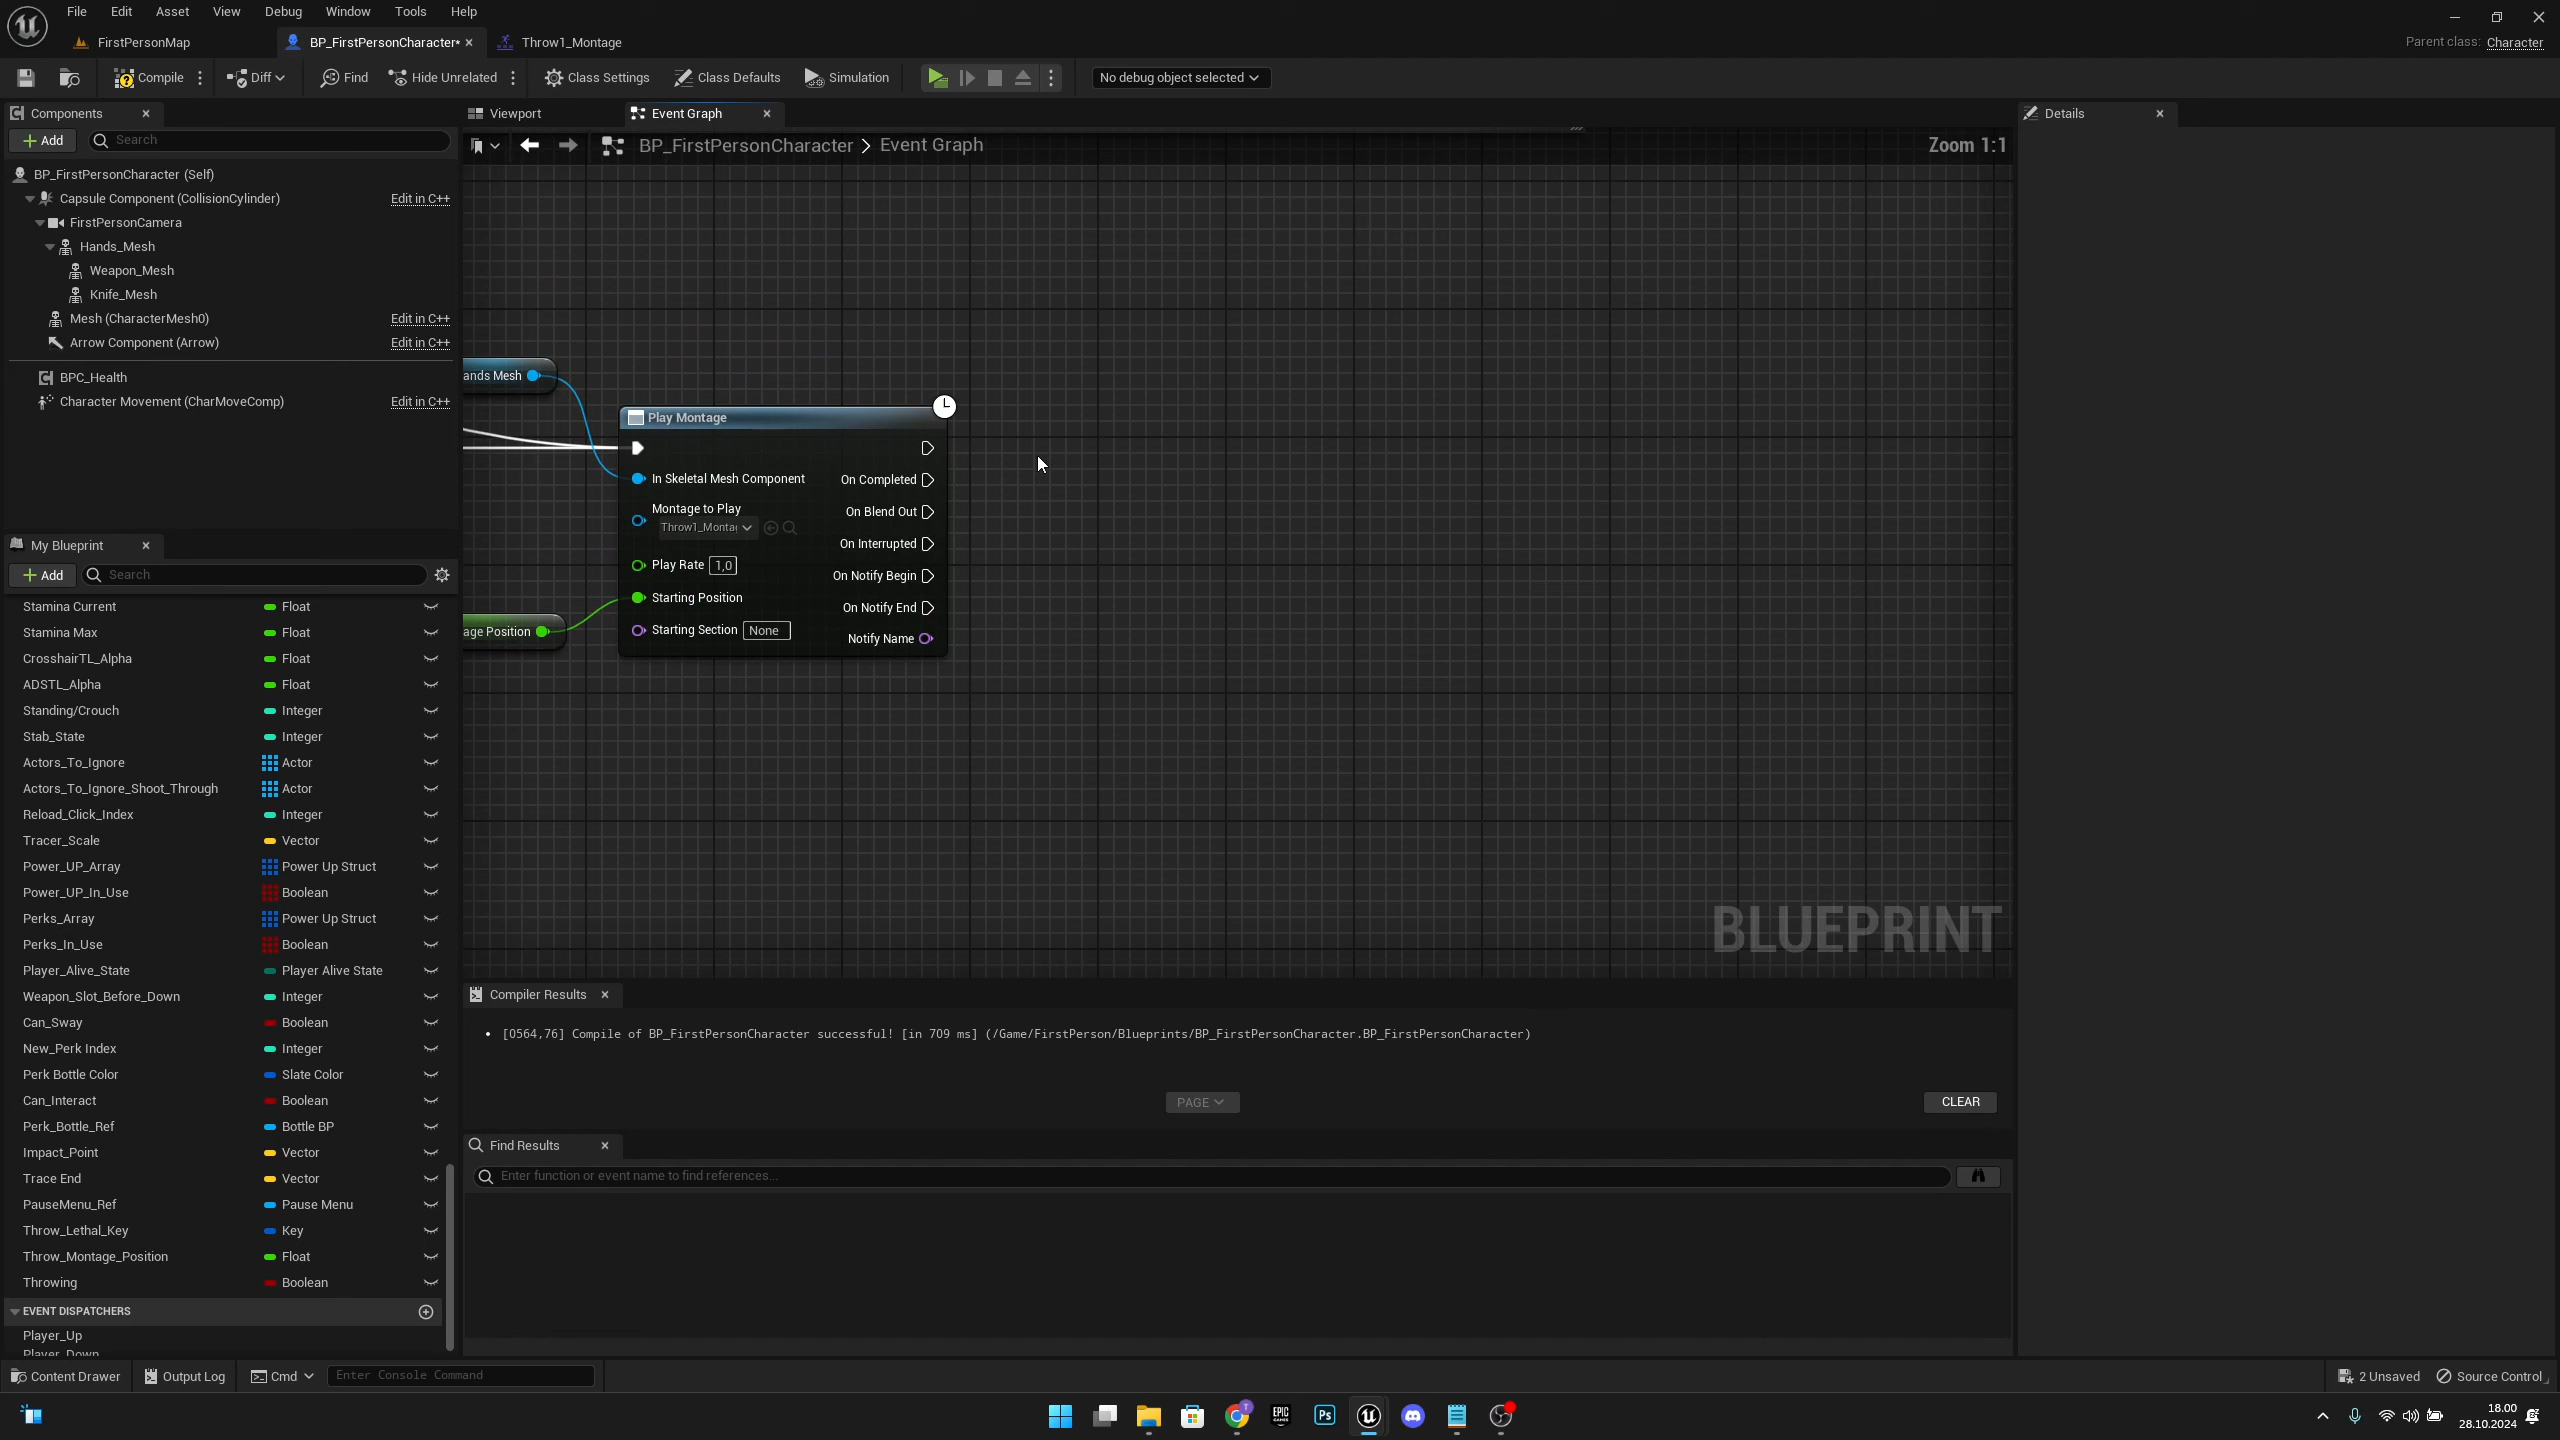 File Edit Asset View Debug Window Tools Help
FirstPersonMap BP_FirstPersonCharacter* Throw1_Montage
Parent class: Character
Compile Diff Find Hide Unrelated Class Settings Class Defaults Simulation No debug object selected
Components Viewport Event Graph Details
Add Search
BP_FirstPersonCharacter > Event Graph
Zoom 1:1
BP_FirstPersonCharacter (Self)
Capsule Component (CollisionCylinder) Edit in C++
FirstPersonCamera
Hands_Mesh
Weapon_Mesh
Knife_Mesh
Mesh (CharacterMesh0) Edit in C++
Arrow Component (Arrow) Edit in C++
BPC_Health
Character Movement (CharMoveComp) Edit in C++
ands Mesh
Play Montage
In Skeletal Mesh Component On Completed
Montage to Play On Blend Out
Throw1_Monta
On Interrupted
Play Rate 1,0 On Notify Begin
Starting Position On Notify End
age Position
Starting Section None Notify Name
My Blueprint
Add Search
Stamina Current Float
Stamina Max Float
CrosshairTL_Alpha Float
ADSTL_Alpha Float
Standing/Crouch Integer
Stab_State Integer
Actors_To_Ignore Actor
Actors_To_Ignore_Shoot_Through Actor
Reload_Click_Index Integer
Tracer_Scale Vector
Power_UP_Array Power Up Struct
Power_UP_In_Use Boolean
Perks_Array Power Up Struct
Perks_In_Use Boolean
Player_Alive_State Player Alive State
Weapon_Slot_Before_Down Integer
Can_Sway Boolean
New_Perk Index Integer
Perk Bottle Color Slate Color
Can_Interact Boolean
Perk_Bottle_Ref Bottle BP
Impact_Point Vector
Trace End Vector
PauseMenu_Ref Pause Menu
Throw_Lethal_Key Key
Throw_Montage_Position Float
Throwing Boolean
EVENT DISPATCHERS
Player_Up
Player_Down
BLUEPRINT
Compiler Results
[0564,76] Compile of BP_FirstPersonCharacter successful! [in 709 ms] (/Game/FirstPerson/Blueprints/BP_FirstPersonCharacter.BP_FirstPersonCharacter)
PAGE CLEAR
Find Results
Enter function or event name to find references...
Content Drawer Output Log Cmd Enter Console Command 2 Unsaved Source Control
EPIC GAMES Ps
18.00
28.10.2024